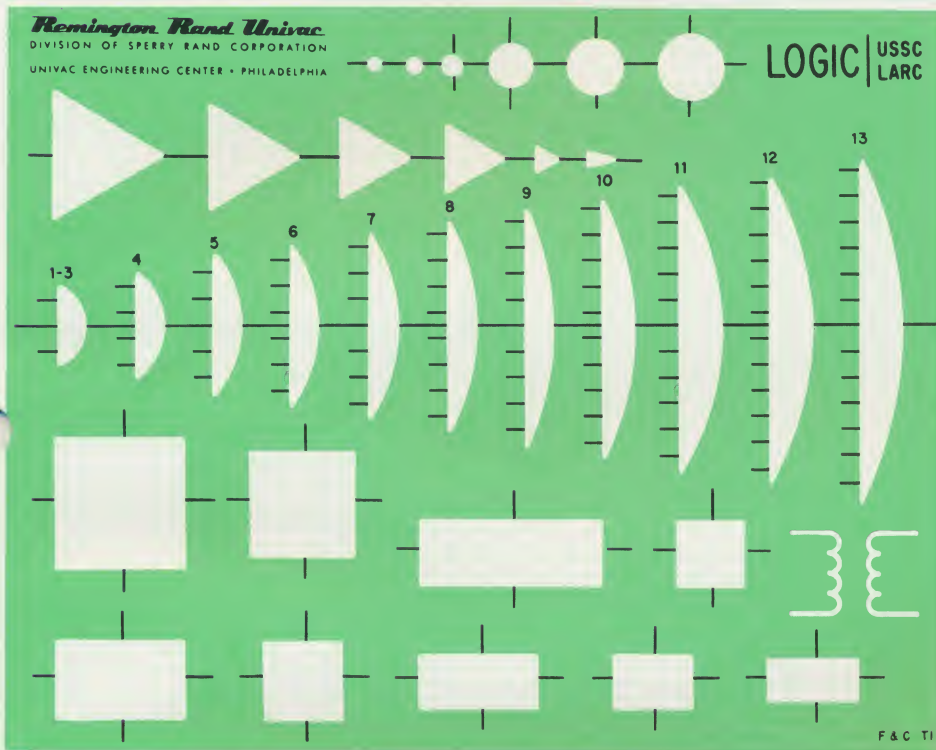 Remington Rand Univac
DIVISION OF SPERRY RAND CORPORATION
UNIVAC ENGINEERING CENTER • PHILADELPHIA
LOGIC
USSC
LARC
1-3
4
5
6
7
8
9
10
11
12
13
F & C TI